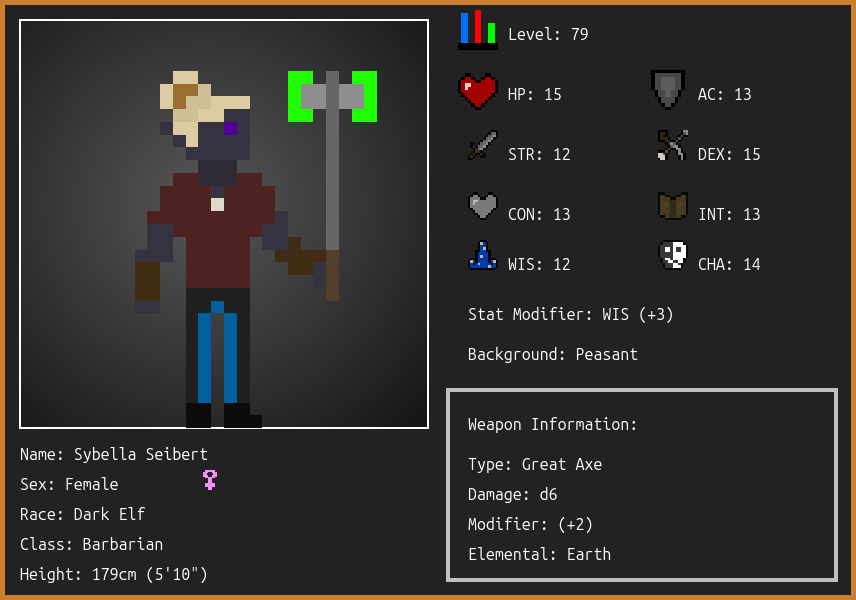 Level: 79
HP: 15
AC: 13
STR: 12
DEX: 15
CON: 13
INT: 13
WIS: 12
CHA: 14
Stat Modifier: WIS (+3)
Background: Peasant
Weapon Information:
Type: Great Axe
Damage: d6
Modifier: (+2)
Elemental: Earth
Name: Sybella Seibert
Sex: Female
Race: Dark Elf
Class: Barbarian
Height: 179cm (5'10")